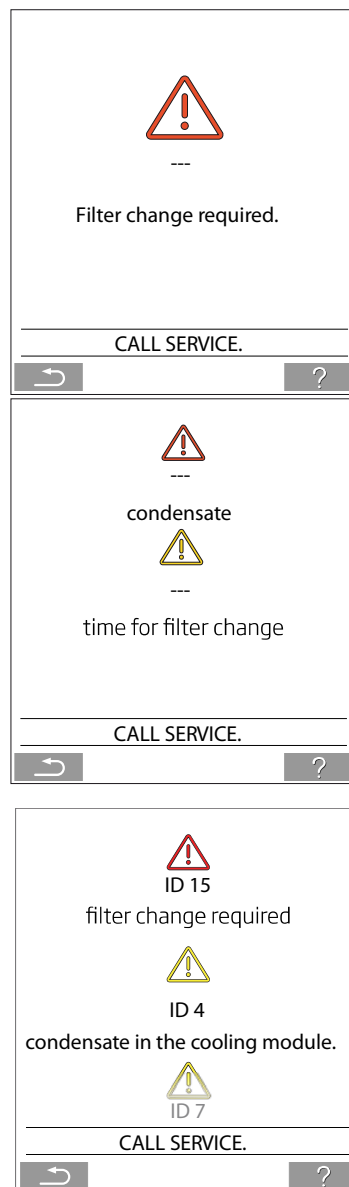 ---
Filter change required.
CALL SERVICE.
?
---
condensate
---
time for filter change
CALL SERVICE.
?
ID 15
filter change required
ID 4
condensate in the cooling module.
ID 7
CALL SERVICE.
?